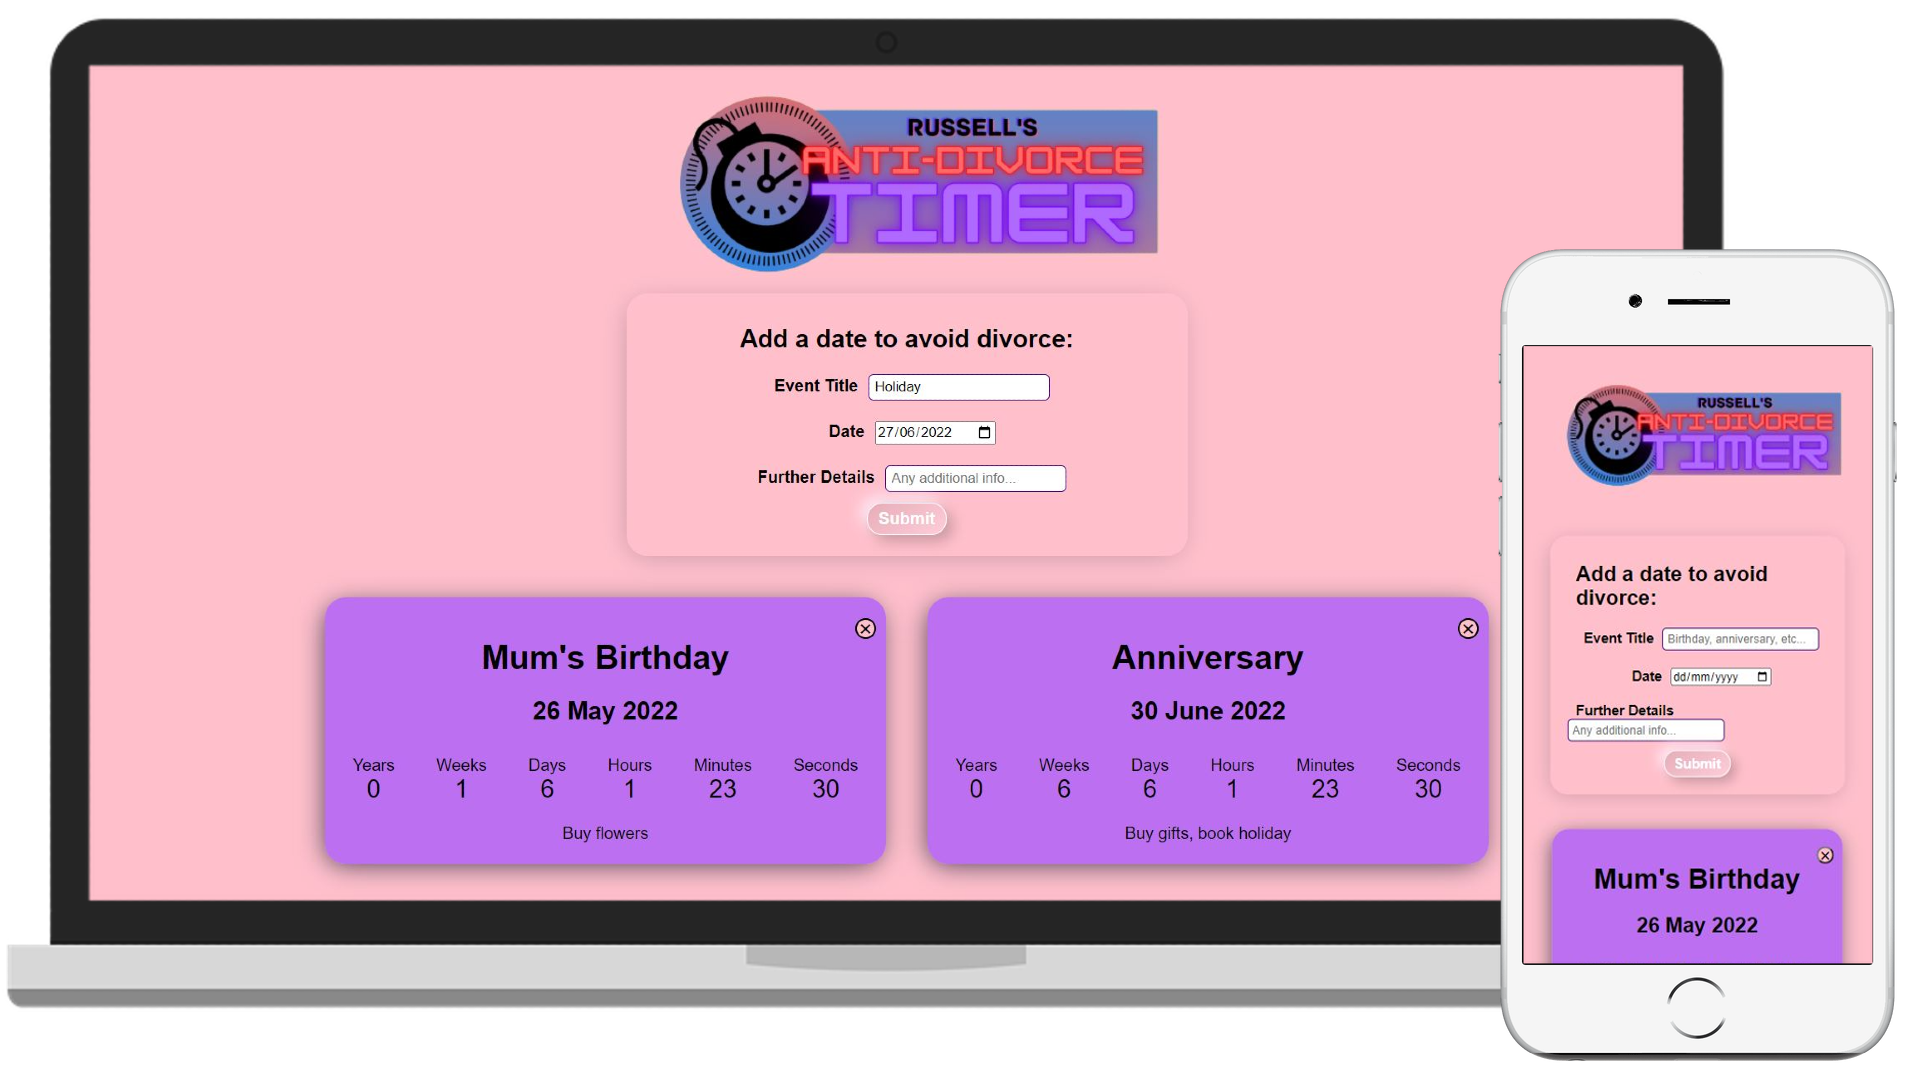 RUSSELL'S
ANTI-DIVORCE
TIMER
Add a date to avoid divorce:
Event Title Holiday
Date 27/06/2022
Further Details Any additional info...
Submit
Mum's Birthday
26 May 2022
Years Weeks Days Hours Minutes Seconds
0 1 6 1 23 30
Buy flowers
Anniversary
30 June 2022
Years Weeks Days Hours Minutes Seconds
0 6 6 1 23 30
Buy gifts, book holiday
RUSSELL'S
ANTI-DIVORCE
TIMER
Add a date to avoid
divorce:
Event Title Birthday, anniversary, etc...
Date dd/mm/yyyy
Further Details
Any additional info...
Submit
Mum's Birthday
26 May 2022